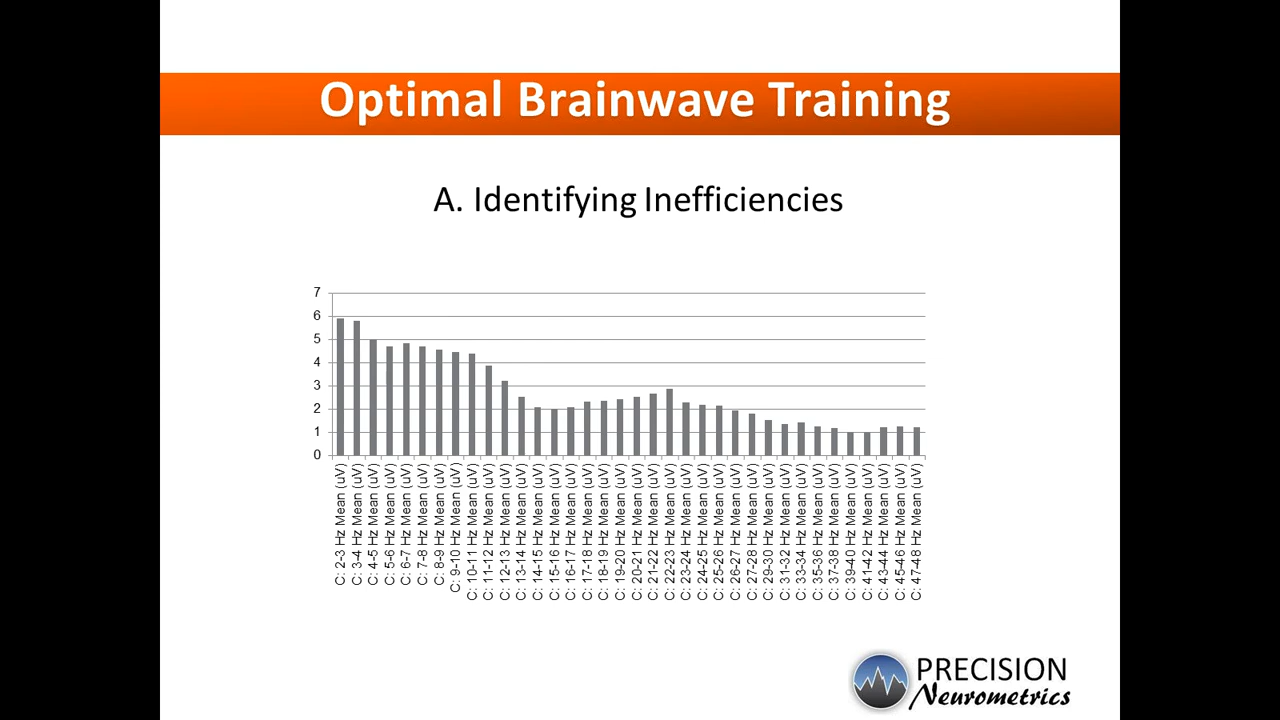 Optimal Brainwave Training
A. Identifying Inefficiencies
7
6
5
4
3
2
1
0
C: 2-3 Hz Mean (uV)
C: 3-4 Hz Mean (uV)
C: 4-5 Hz Mean (uV)
C: 5-6 Hz Mean (uV)
C: 6-7 Hz Mean (uV)
C: 7-8 Hz Mean (uV)
C: 8-9 Hz Mean (uV)
C: 9-10 Hz Mean (uV)
C: 10-11 Hz Mean (uV)
C: 11-12 Hz Mean (uV)
C: 12-13 Hz Mean (uV)
C: 13-14 Hz Mean (uV)
C: 14-15 Hz Mean (uV)
C: 15-16 Hz Mean (uV)
C: 16-17 Hz Mean (uV)
C: 17-18 Hz Mean (uV)
C: 18-19 Hz Mean (uV)
C: 19-20 Hz Mean (uV)
C: 20-21 Hz Mean (uV)
C: 21-22 Hz Mean (uV)
C: 22-23 Hz Mean (uV)
C: 23-24 Hz Mean (uV)
C: 24-25 Hz Mean (uV)
C: 25-26 Hz Mean (uV)
C: 26-27 Hz Mean (uV)
C: 27-28 Hz Mean (uV)
C: 29-30 Hz Mean (uV)
C: 31-32 Hz Mean (uV)
C: 33-34 Hz Mean (uV)
C: 35-36 Hz Mean (uV)
C: 37-38 Hz Mean (uV)
C: 39-40 Hz Mean (uV)
C: 41-42 Hz Mean (uV)
C: 43-44 Hz Mean (uV)
C: 45-46 Hz Mean (uV)
C: 47-48 Hz Mean (uV)
PRECISION
Neurometrics